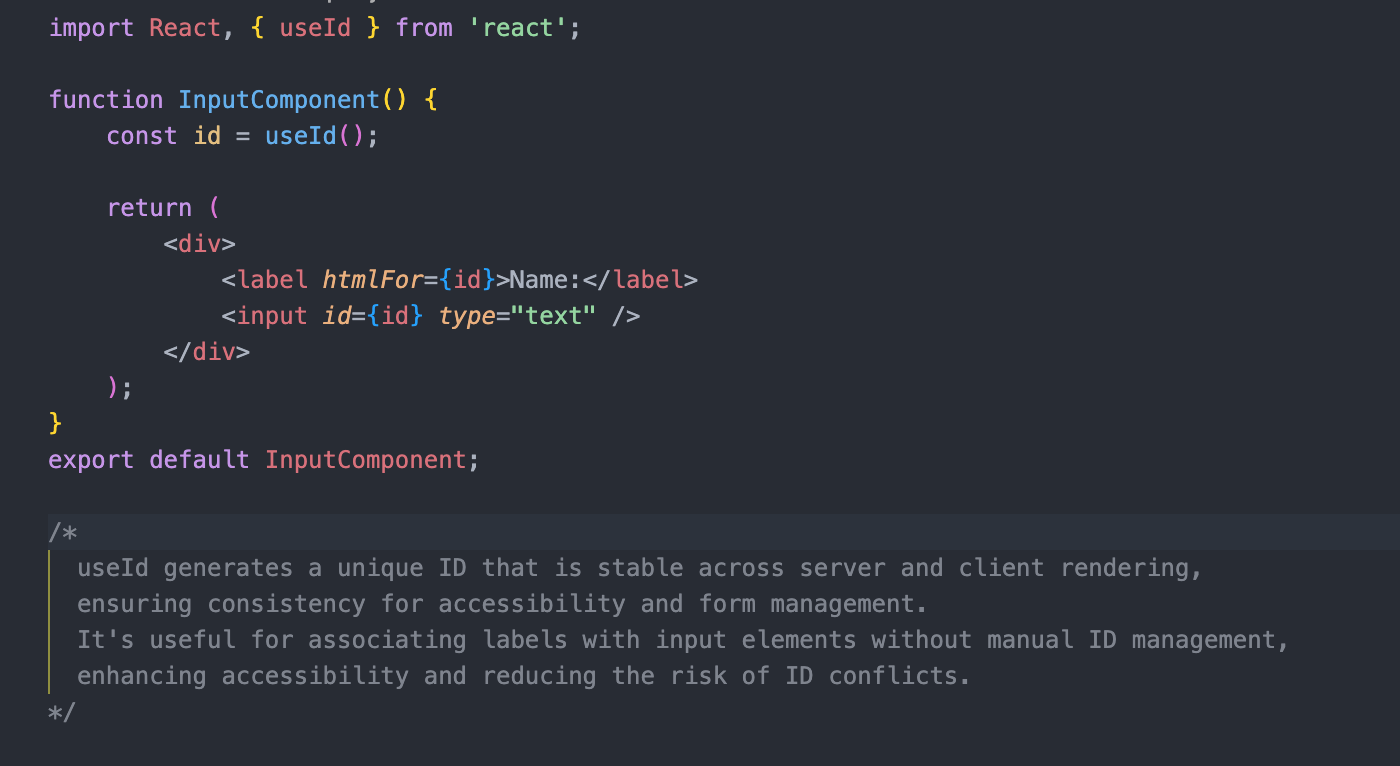 import React, { useId } from 'react';
function InputComponent() {
    const id = useId();
    return (
        <div>
            <label htmlFor={id}>Name:</label>
            <input id={id} type="text" />
        </div>
    );
}
export default InputComponent;
/*
  useId generates a unique ID that is stable across server and client rendering,
  ensuring consistency for accessibility and form management.
  It's useful for associating labels with input elements without manual ID management,
  enhancing accessibility and reducing the risk of ID conflicts.
*/